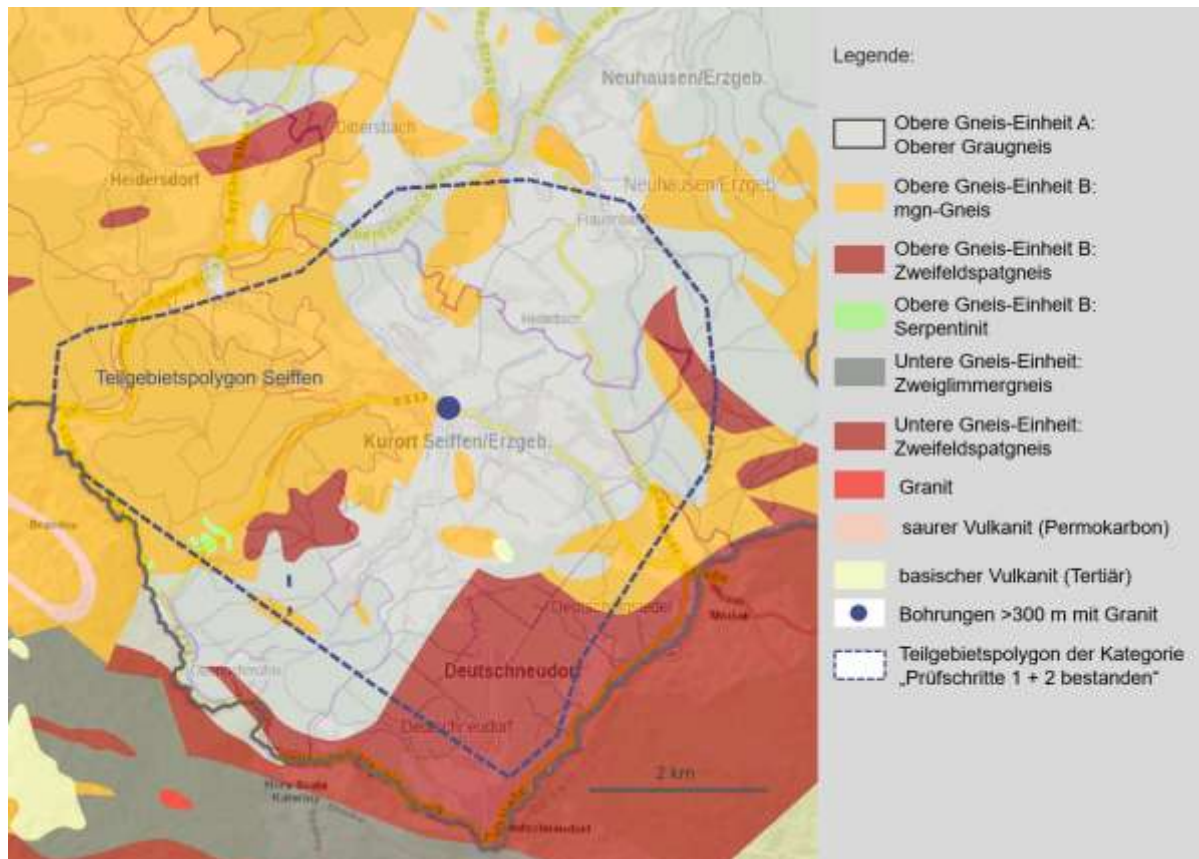 Neuhausen/Erzgeb.
Dittersbach
Heidersdorf
Neuhausen/Erzgeb.
Frauenbach
Heidelbach
Teilgebietspolygon Seiffen
Kurort Seiffen/Erzgeb.
Deutschneudorf
Deutschneudorf
2 km
Legende:
Obere Gneis-Einheit A:
Oberer Graugneis
Obere Gneis-Einheit B:
mgn-Gneis
Obere Gneis-Einheit B:
Zweifeldspatgneis
Obere Gneis-Einheit B:
Serpentinit
Untere Gneis-Einheit:
Zweiglimmergneis
Untere Gneis-Einheit:
Zweifeldspatgneis
Granit
saurer Vulkanit (Permokarbon)
basischer Vulkanit (Tertiär)
Bohrungen >300 m mit Granit
Teilgebietspolygon der Kategorie
„Prüfschritte 1 + 2 bestanden“